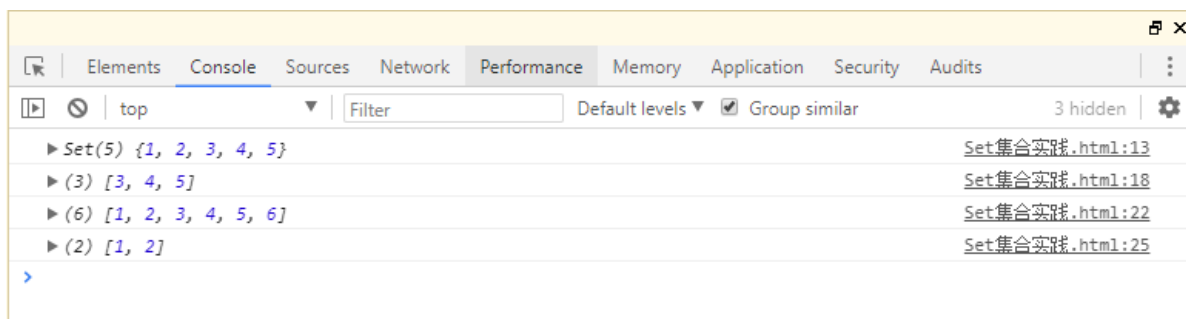 Elements Console Sources Network Performance Memory Application Security Audits
top Filter Default levels Group similar 3 hidden
Set(5) {1, 2, 3, 4, 5} Set集合实践.html:13
(3) [3, 4, 5] Set集合实践.html:18
(6) [1, 2, 3, 4, 5, 6] Set集合实践.html:22
(2) [1, 2] Set集合实践.html:25